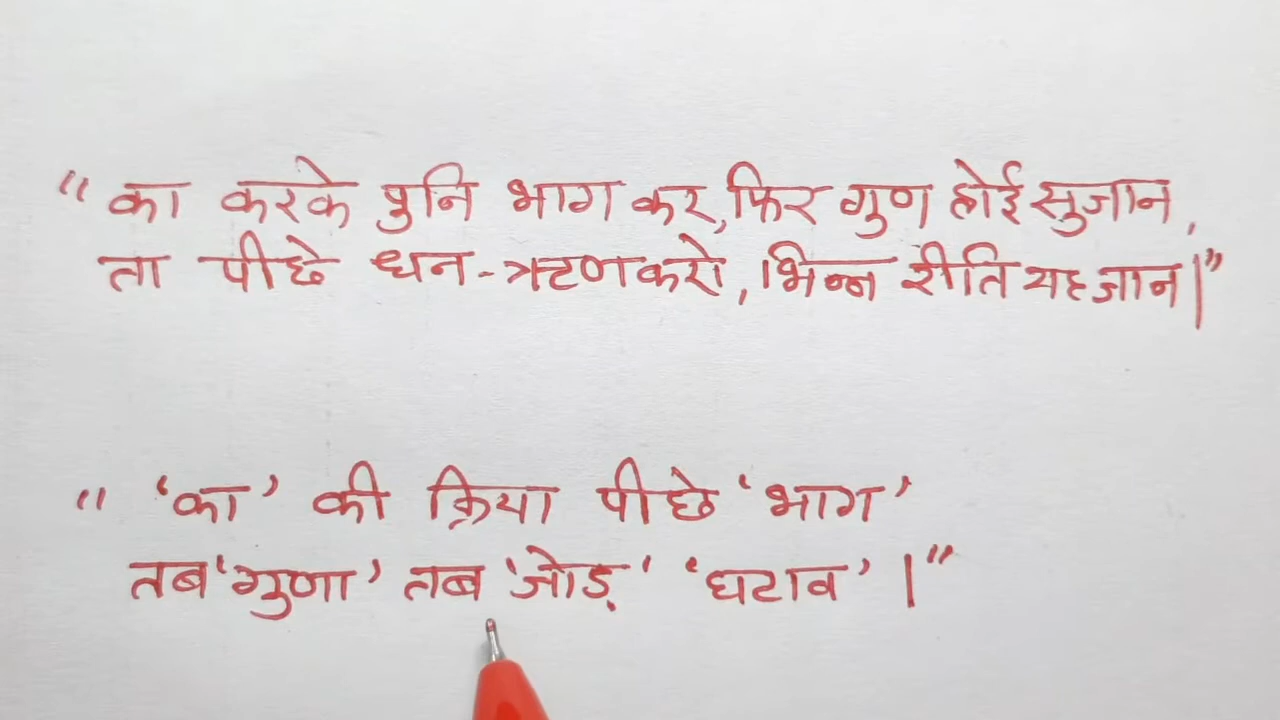 “ का करके पुनि भाग कर, फिर गुण होई सुजान,
ता पीछे धन-ऋण करो, भिन्न रीति यह जान।”
“ ‘का’ की क्रिया पीछे ‘भाग’
तब ‘गुणा’ तब ‘जोड़’ ‘घटाव’ ।”